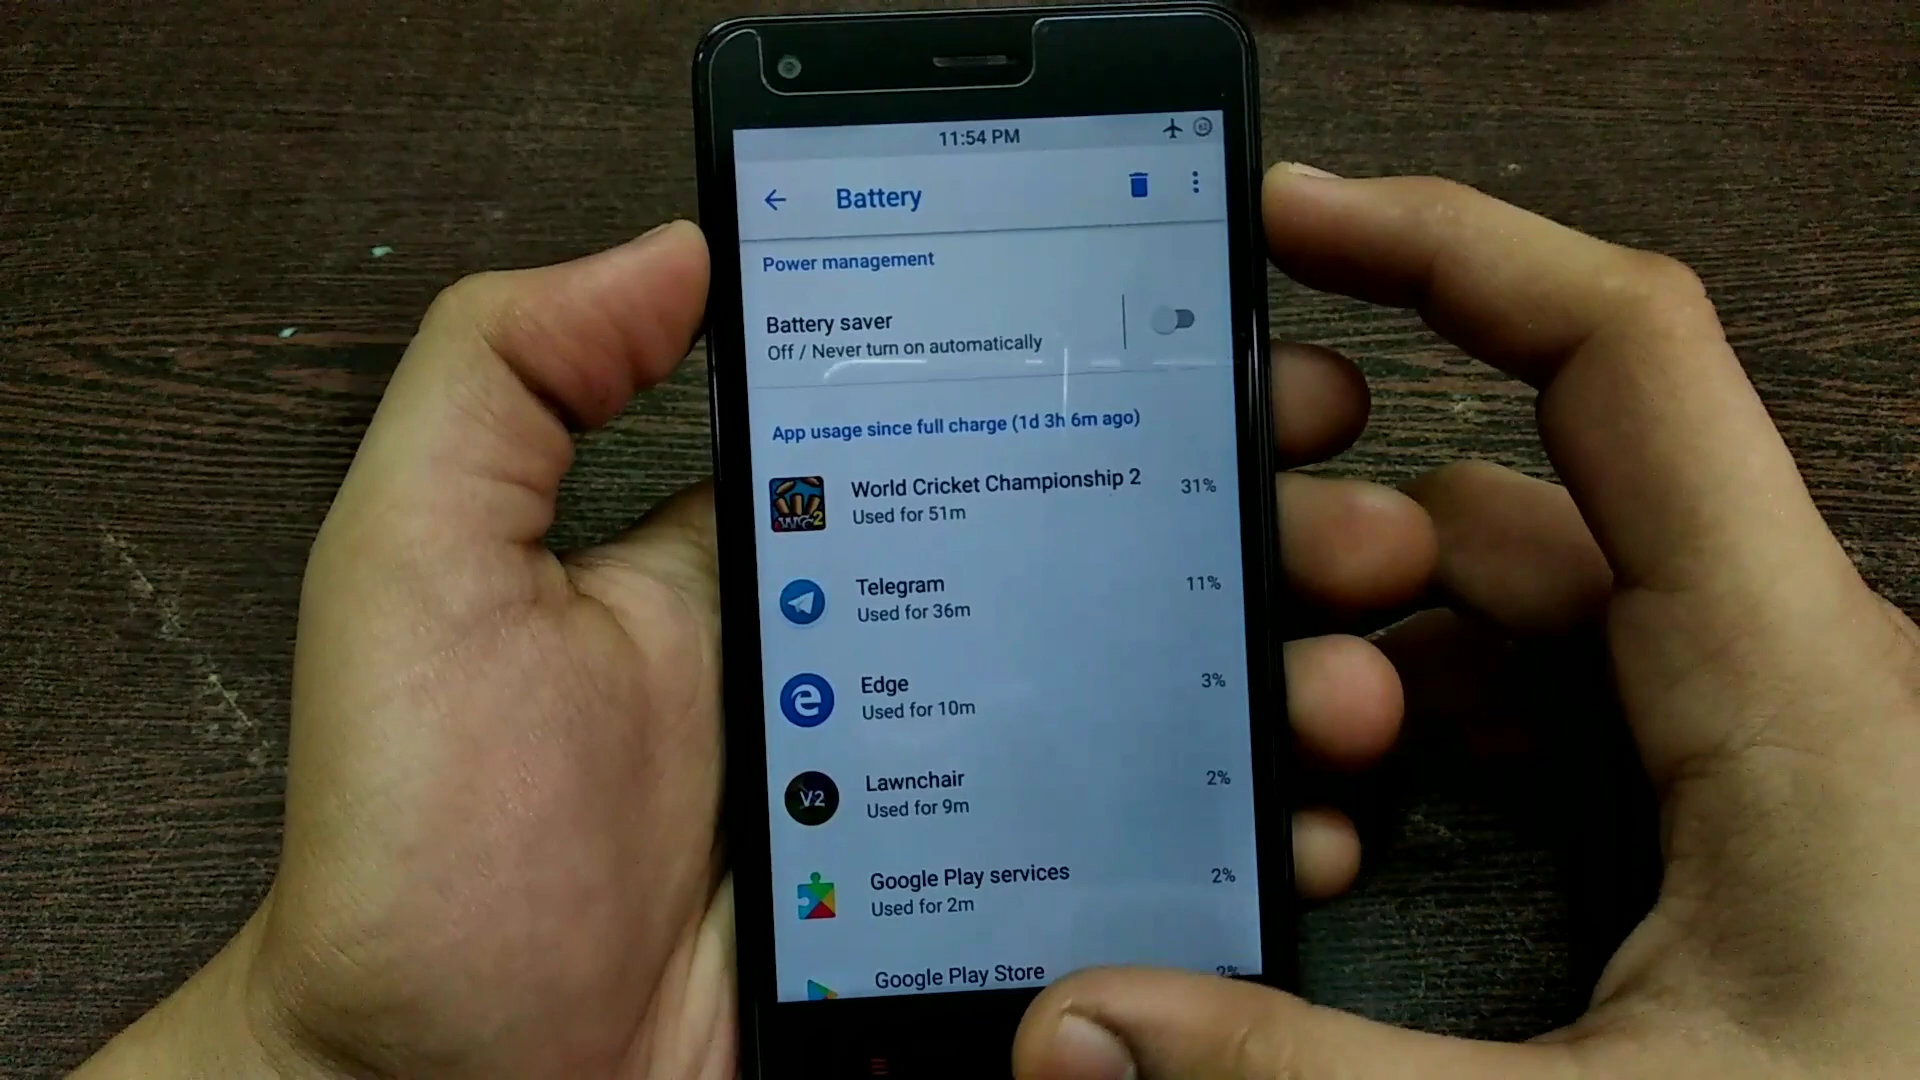 11:54 PM
Battery
Power management
Battery saver
Off / Never turn on automatically
App usage since full charge (1d 3h 6m ago)
World Cricket Championship 2
31%
Used for 51m
Telegram
11%
Used for 36m
Edge
3%
Used for 10m
Lawnchair
2%
V2
Used for 9m
Google Play services
2%
Used for 2m
Google Play Store